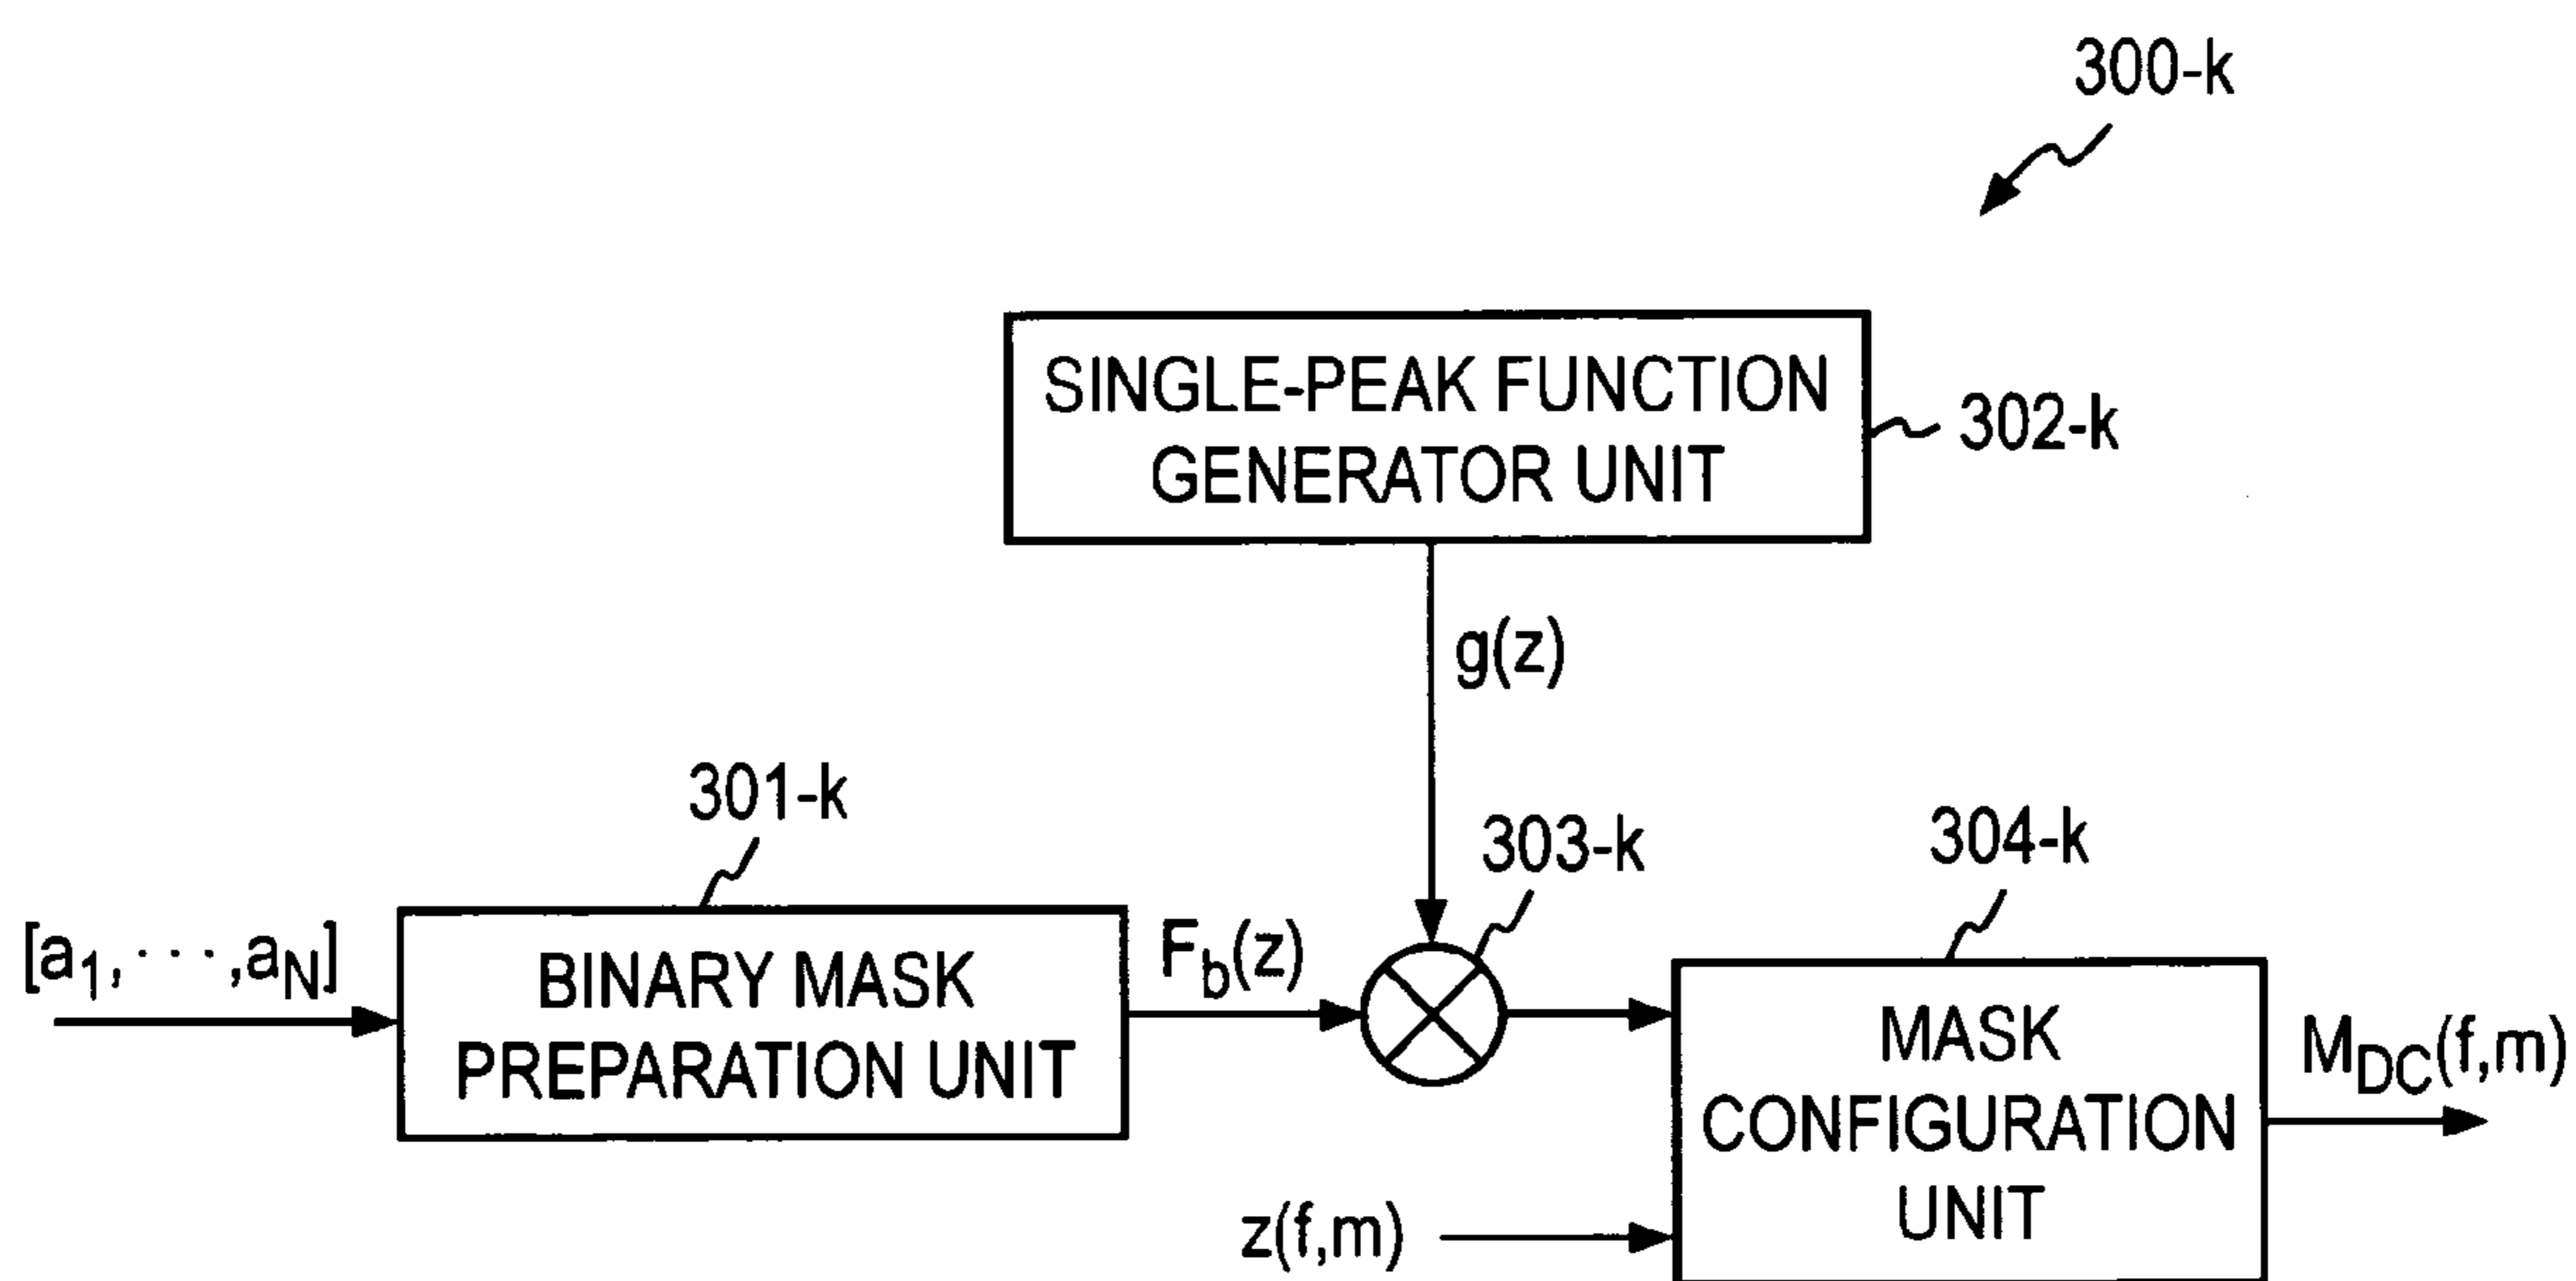 300-k
SINGLE-PEAK FUNCTION
GENERATOR UNIT
302-k
g(z)
301-k
303-k
304-k
[a1,···,aN]
BINARY MASK
PREPARATION UNIT
Fb(z)
MASK
CONFIGURATION
UNIT
MDC(f,m)
z(f,m)